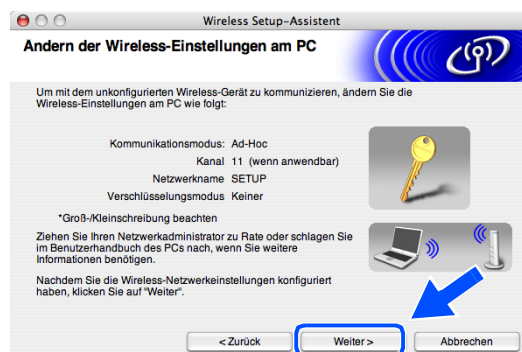 Wireless Setup-Assistent
Andern der Wireless-Einstellungen am PC
Um mit dem unkonfigurierten Wireless-Gerät zu kommunizieren, ändern Sie die
Wireless-Einstellungen am PC wie folgt:
Kommunikationsmodus: Ad-Hoc
Kanal 11 (wenn anwendbar)
Netzwerkname SETUP
Verschlüsselungsmodus Keiner
*Groß-/Kleinschreibung beachten
Ziehen Sie Ihren Netzwerkadministrator zu Rate oder schlagen Sie
im Benutzerhandbuch des PCs nach, wenn Sie weitere
Informationen benötigen.
Nachdem Sie die Wireless-Netzwerkeinstellungen konfiguriert
haben, klicken Sie auf "Weiter".
< Zurück Weiter > Abbrechen